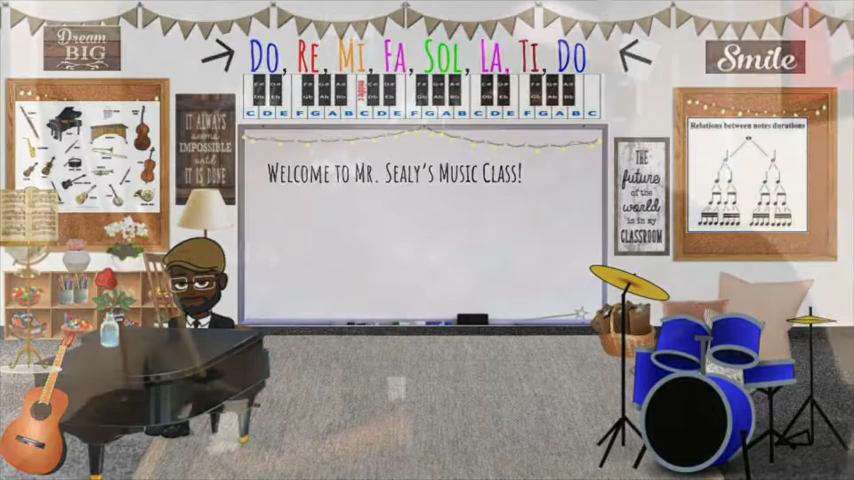 Dream
BIG
Do, Re, Mi, Fa, Sol, La, Ti, Do
Smile
C D E F G A B C D E F G A B C D E F G A B C
IT ALWAYS
seems
IMPOSSIBLE
until
IT IS DONE
Welcome to Mr. Sealy's Music Class!
THE
future
of the
world
is in my
CLASSROOM
Relations between notes durations